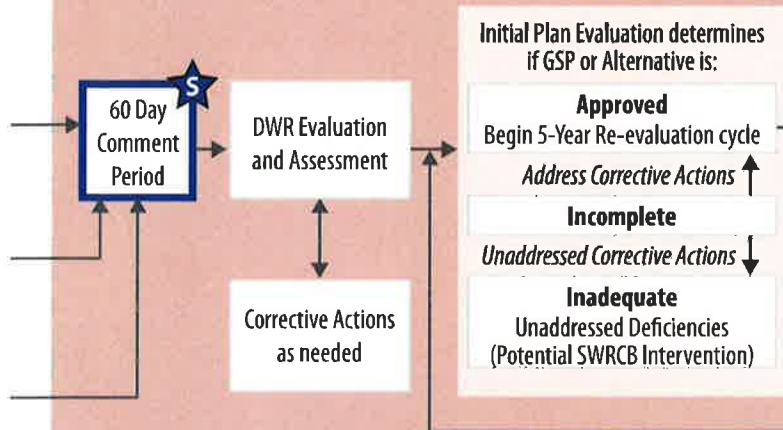 S
60 Day
Comment
Period
DWR Evaluation
and Assessment
Corrective Actions
as needed
Initial Plan Evaluation determines
if GSP or Alternative is:
Approved
Begin 5-Year Re-evaluation cycle
Address Corrective Actions
Incomplete
Unaddressed Corrective Actions
Inadequate
Unaddressed Deficiencies
(Potential SWRCB Intervention)